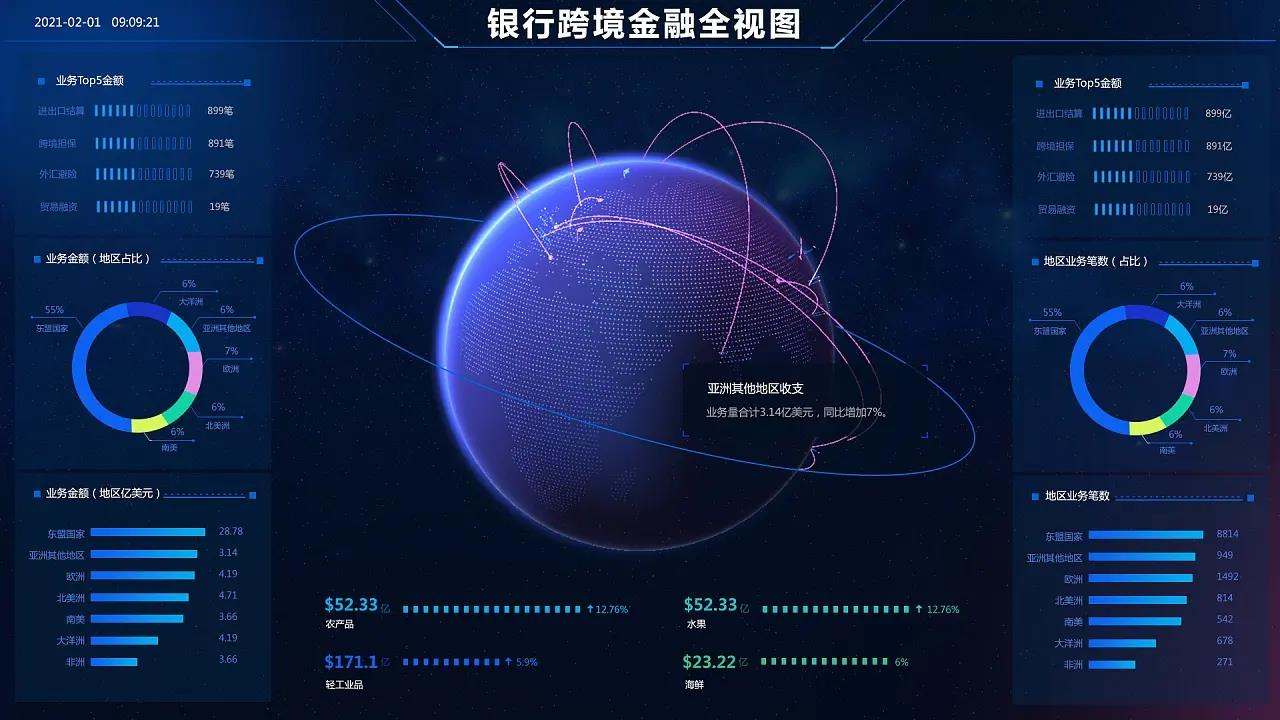 2021-02-01 09:09:21
银行跨境金融全视图
业务Top5金额
进出口结算 899笔
跨境担保 891笔
外汇避险 739笔
贸易融资 19笔
业务金额（地区占比）
6%
大洋洲
55%
东盟国家
6%
亚洲其他地区
7%
欧洲
6%
北美洲
6%
南美
业务金额（地区亿美元）
东盟国家 28.78
亚洲其他地区 3.14
欧洲 4.19
北美洲 4.71
南美 3.66
大洋洲 4.19
非洲 3.66
亚洲其他地区收支
业务量合计3.14亿美元，同比增加7%。
$52.33亿 ↑12.76%
农产品
$52.33亿 ↑ 12.76%
水果
$171.1亿 ↑ 5.9%
轻工业品
$23.22亿 6%
海鲜
业务Top5金额
进出口结算 899亿
跨境担保 891亿
外汇避险 739亿
贸易融资 19亿
地区业务笔数（占比）
6%
大洋洲
55%
东盟国家
6%
亚洲其他地区
7%
欧洲
6%
北美洲
6%
南美
地区业务笔数
东盟国家 8814
亚洲其他地区 949
欧洲 1492
北美洲 814
南美 542
大洋洲 678
非洲 271